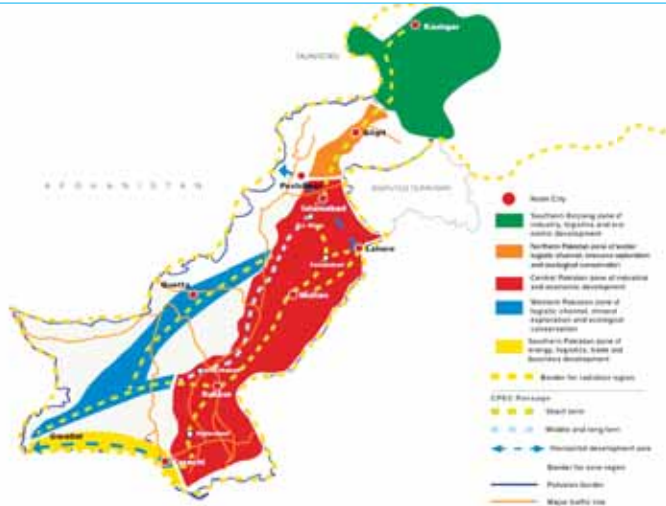 Kashgar
TAJIKISTAN
Gilgit
AFGHANISTAN
Peshawar
DISPUTED TERRITORY
Islamabad
Lahore
Quetta
Multan
Sukkur
Gwadar
Karachi
Node City
Southern Xinjiang zone of
industry, logistics and eco
nomic development
Northern Pakistan zone of border
logistic channel, resource exploration
and ecological conservation
Central Pakistan zone of industrial
and economic development
Western Pakistan zone of
logistic channel, mineral
exploration and ecological
conservation
Southern Pakistan zone of
energy, logistics, trade and
business development
Border for radiation region
CPEC Passage
Short term
Middle and long term
Horizontal development axis
Border for core region
Pakistan border
Major traffic line